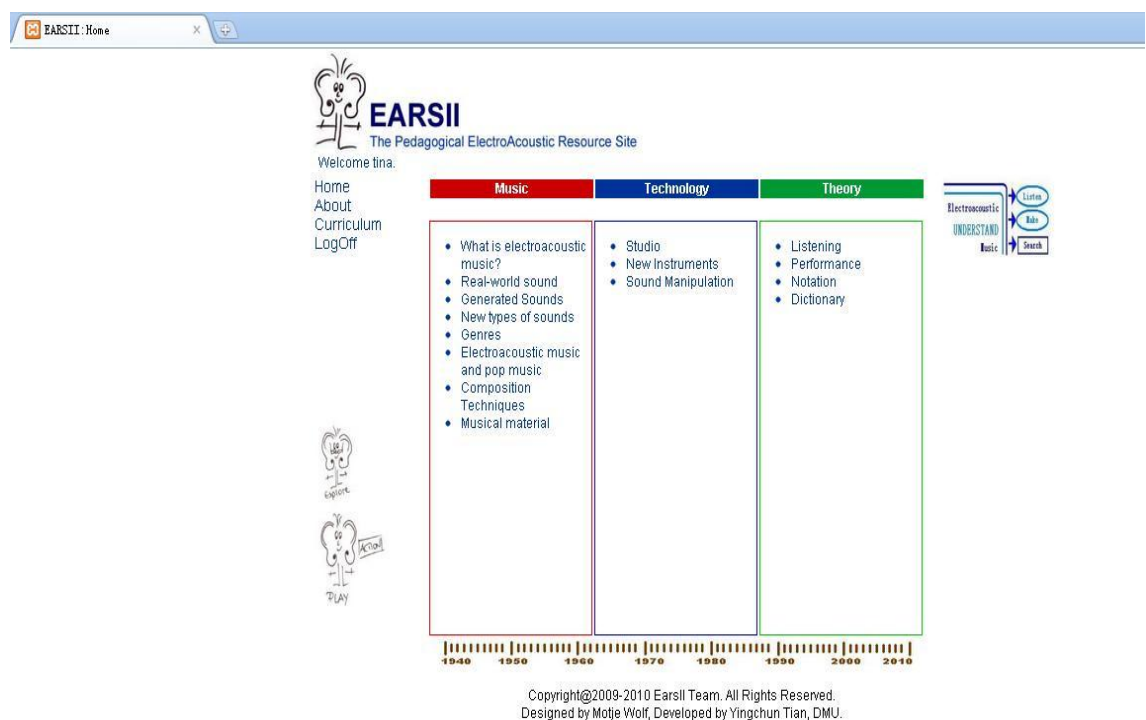 EARSII:Home
EARSII
The Pedagogical ElectroAcoustic Resource Site
Welcome tina.
Home
About
Curriculum
LogOff
Music
What is electroacoustic
music?
Real-world sound
Generated Sounds
New types of sounds
Genres
Electroacoustic music
and pop music
Composition
Techniques
Musical material
Technology
Studio
New Instruments
Sound Manipulation
Theory
Listening
Performance
Notation
Dictionary
Electroacoustic
UNDERSTAND
Music
Listen
Make
Search
Explore
Action!
PLAY
1940 1950 1960 1970 1980 1990 2000 2010
Copyright@2009-2010 EarsII Team. All Rights Reserved.
Designed by Motje Wolf, Developed by Yingchun Tian, DMU.